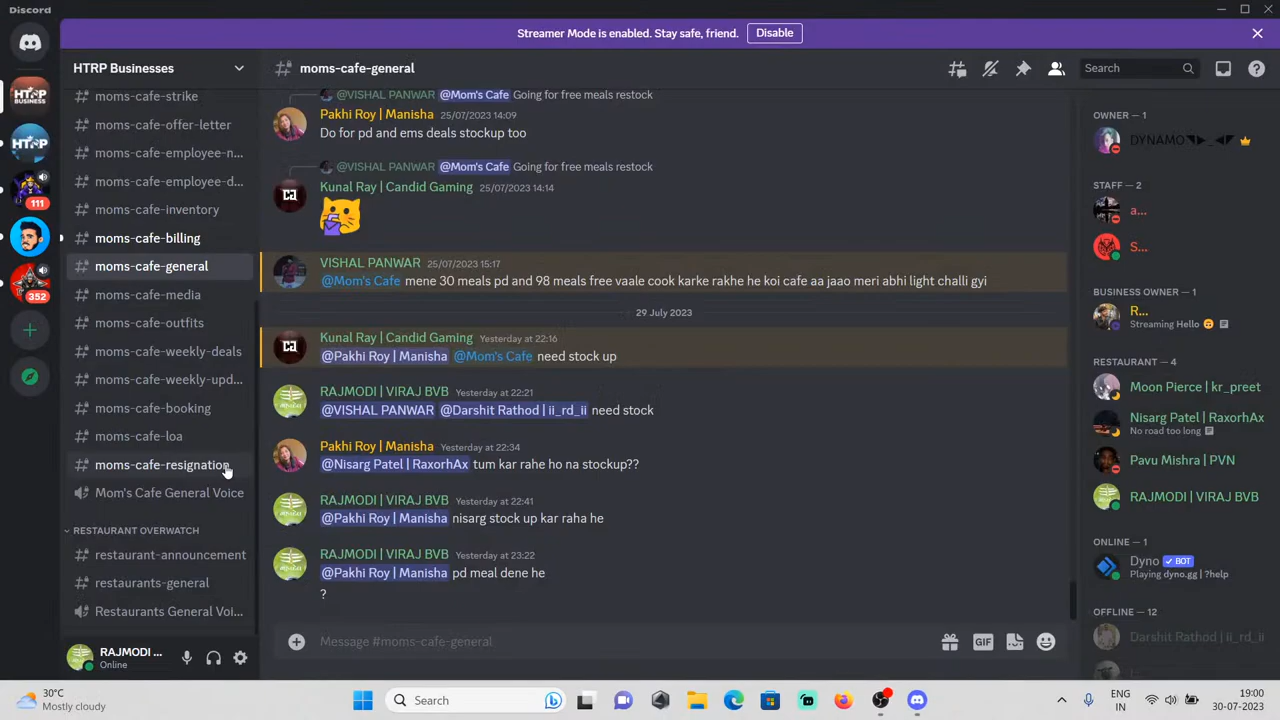 Discord
Streamer Mode is enabled. Stay safe, friend.
Disable
HTRP Businesses
moms-cafe-general
Search
moms-cafe-strike
moms-cafe-offer-letter
moms-cafe-employee-n...
moms-cafe-employee-d...
moms-cafe-inventory
moms-cafe-billing
moms-cafe-general
moms-cafe-media
moms-cafe-outfits
moms-cafe-weekly-deals
moms-cafe-weekly-upd...
moms-cafe-booking
moms-cafe-loa
moms-cafe-resignation
Mom's Cafe General Voice
RESTAURANT OVERWATCH
restaurant-announcement
restaurants-general
Restaurants General Voi...
RAJMODI ...
Online
HTRP
BUSINESS
HTRP
111
352
@VISHAL PANWAR @Mom's Cafe Going for free meals restock
Pakhi Roy | Manisha 25/07/2023 14:09
Do for pd and ems deals stockup too
@VISHAL PANWAR @Mom's Cafe Going for free meals restock
Kunal Ray | Candid Gaming 25/07/2023 14:14
VISHAL PANWAR 25/07/2023 15:17
@Mom's Cafe mene 30 meals pd and 98 meals free vaale cook karke rakhe he koi cafe aa jaao meri abhi light challi gyi
29 July 2023
Kunal Ray | Candid Gaming Yesterday at 22:16
@Pakhi Roy | Manisha @Mom's Cafe need stock up
RAJMODI | VIRAJ BVB Yesterday at 22:21
@VISHAL PANWAR @Darshit Rathod | ii_rd_ii need stock
Pakhi Roy | Manisha Yesterday at 22:34
@Nisarg Patel | RaxorhAx tum kar rahe ho na stockup??
RAJMODI | VIRAJ BVB Yesterday at 22:41
@Pakhi Roy | Manisha nisarg stock up kar raha he
RAJMODI | VIRAJ BVB Yesterday at 23:22
@Pakhi Roy | Manisha pd meal dene he
?
Message #moms-cafe-general
GIF
OWNER — 1
DYNAMO
STAFF — 2
a...
S...
BUSINESS OWNER — 1
R...
Streaming Hello
RESTAURANT — 4
Moon Pierce | kr_preet
Nisarg Patel | RaxorhAx
No road too long
Pavu Mishra | PVN
RAJMODI | VIRAJ BVB
ONLINE — 1
Dyno BOT
Playing dyno.gg | ?help
OFFLINE — 12
Darshit Rathod | ii_rd_ii
30°C
Mostly cloudy
Search
ENG
IN
19:00
30-07-2023